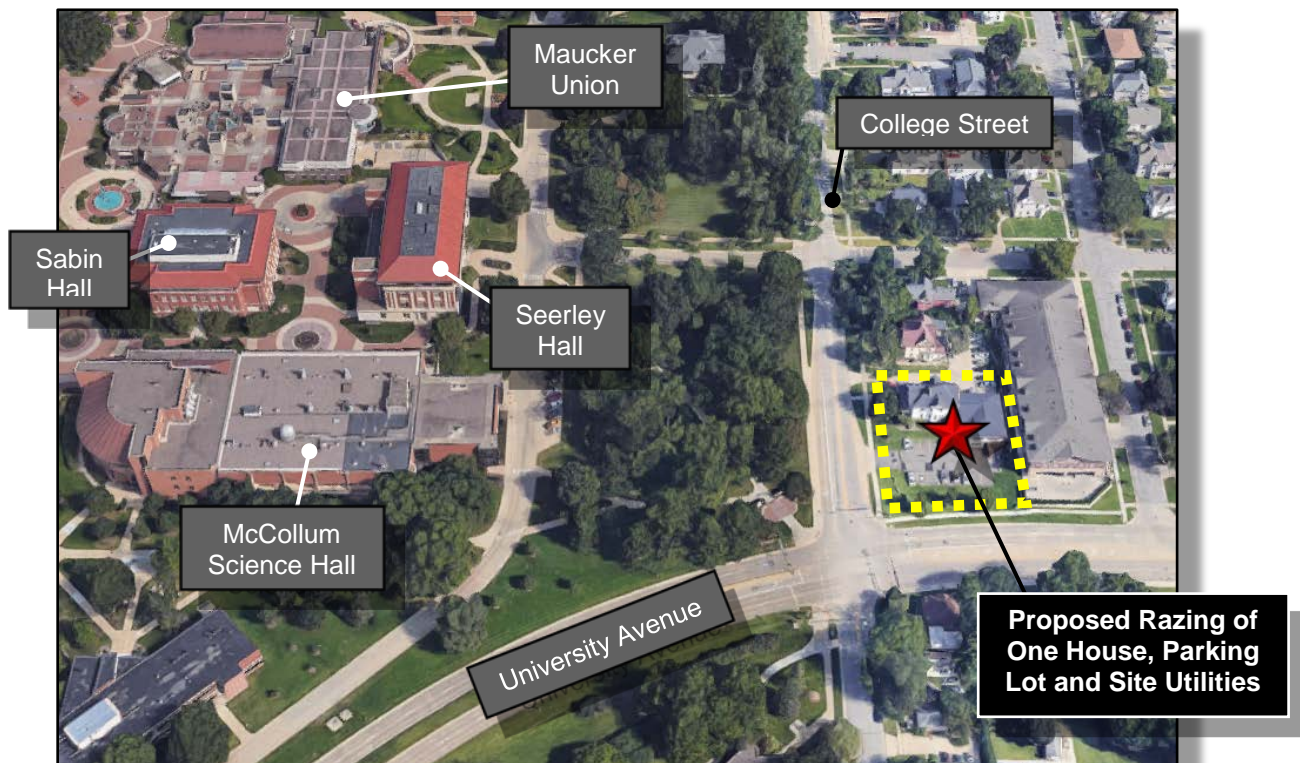 Maucker
Union
College Street
Sabin
Hall
Seerley
Hall
McCollum
Science Hall
University Avenue
Proposed Razing of
One House, Parking
Lot and Site Utilities